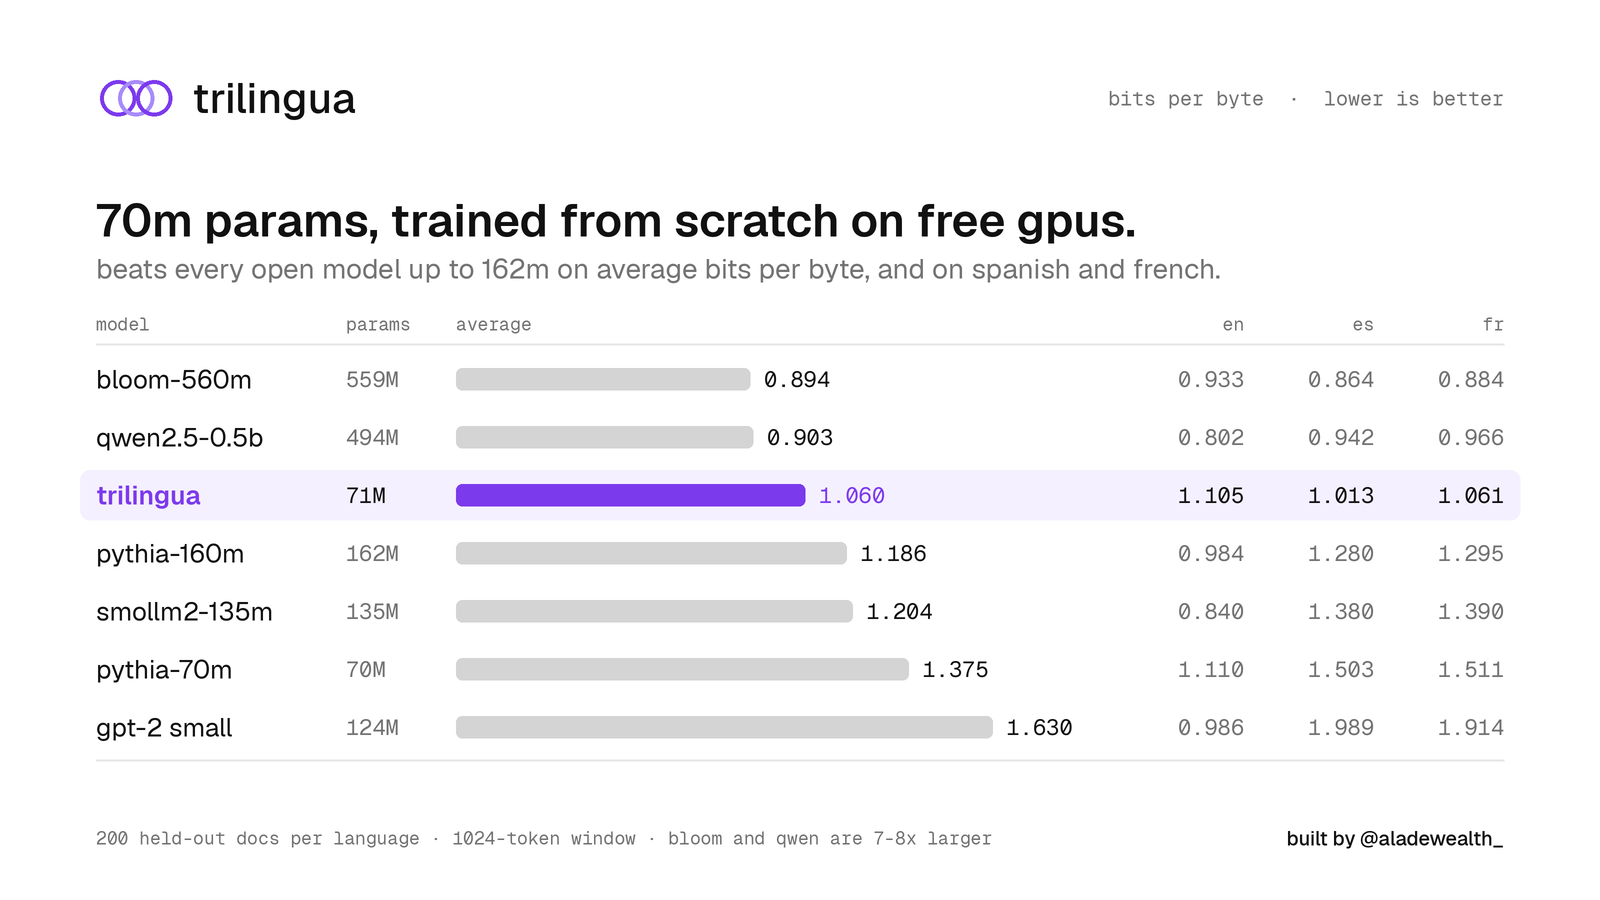 trilingua
bits per byte · lower is better
70m params, trained from scratch on free gpus.
beats every open model up to 162m on average bits per byte, and on spanish and french.
model params average en es fr
bloom-560m 559M 0.894 0.933 0.864 0.884
qwen2.5-0.5b 494M 0.903 0.802 0.942 0.966
trilingua 71M 1.060 1.105 1.013 1.061
pythia-160m 162M 1.186 0.984 1.280 1.295
smollm2-135m 135M 1.204 0.840 1.380 1.390
pythia-70m 70M 1.375 1.110 1.503 1.511
gpt-2 small 124M 1.630 0.986 1.989 1.914
200 held-out docs per language · 1024-token window · bloom and qwen are 7-8x larger
built by @aladewealth_